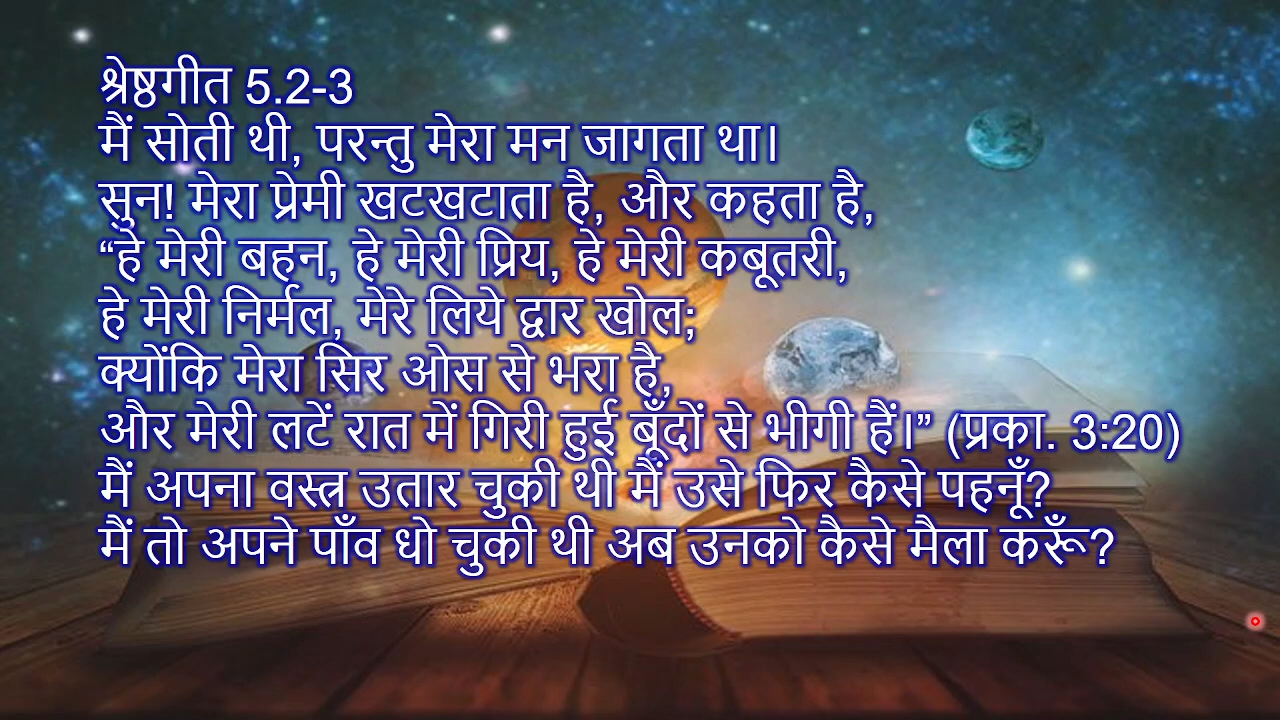 श्रेष्ठगीत 5.2-3
मैं सोती थी, परन्तु मेरा मन जागता था।
सुन! मेरा प्रेमी खटखटाता है, और कहता है,
“हे मेरी बहन, हे मेरी प्रिय, हे मेरी कबूतरी,
हे मेरी निर्मल, मेरे लिये द्वार खोल;
क्योंकि मेरा सिर ओस से भरा है,
और मेरी लटें रात में गिरी हुई बूँदों से भीगी हैं।” (प्रका. 3:20)
मैं अपना वस्त्र उतार चुकी थी मैं उसे फिर कैसे पहनूँ?
मैं तो अपने पाँव धो चुकी थी अब उनको कैसे मैला करूँ?